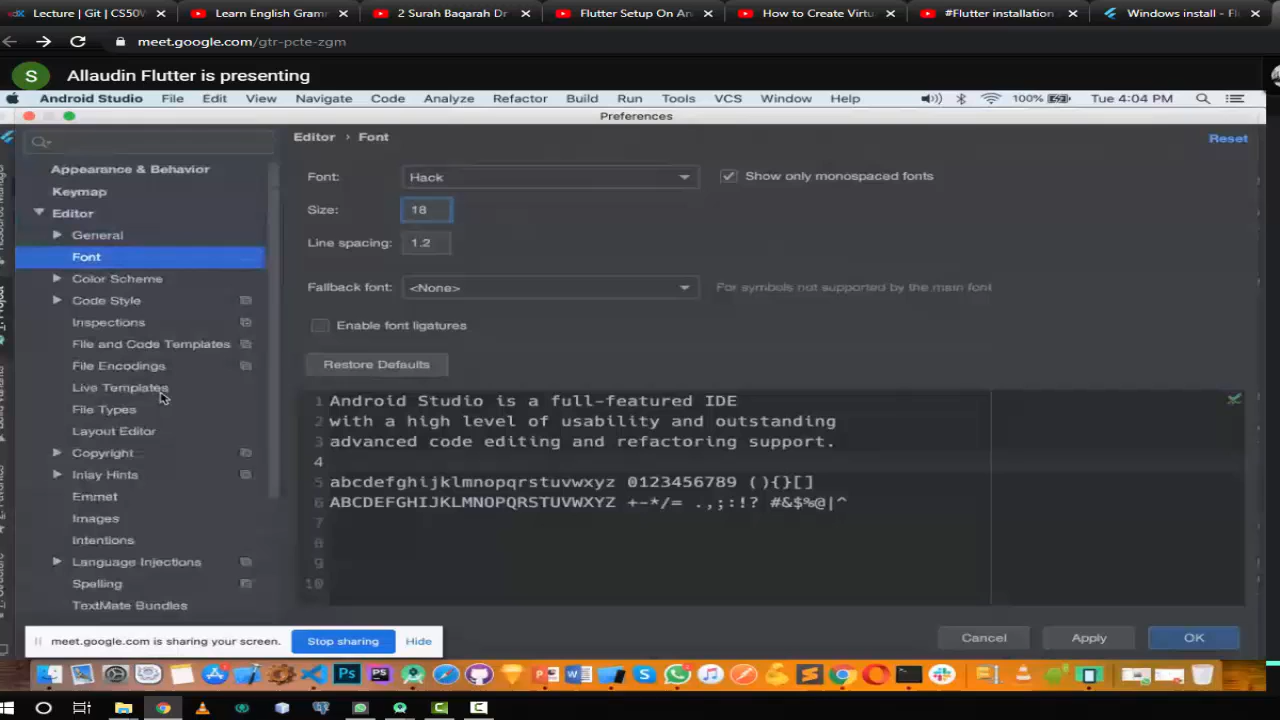 Lecture | Git | CS50W
Learn English Gram
2 Surah Baqarah Dr
Flutter Setup On An
How to Create Virtu
#Flutter installation
Windows install - Fl
meet.google.com/gtr-pcte-zgm
S
Allaudin Flutter is presenting
Android Studio File Edit View Navigate Code Analyze Refactor Build Run Tools VCS Window Help 100% Tue 4:04 PM
Preferences
Editor › Font
Reset
Appearance & Behavior
Keymap
Editor
General
Font
Color Scheme
Code Style
Inspections
File and Code Templates
File Encodings
Live Templates
File Types
Layout Editor
Copyright
Inlay Hints
Emmet
Images
Intentions
Language Injections
Spelling
TextMate Bundles
Font: Hack
Show only monospaced fonts
Size: 18
Line spacing: 1.2
Fallback font: <None>
For symbols not supported by the main font
Enable font ligatures
Restore Defaults
1 Android Studio is a full-featured IDE
2 with a high level of usability and outstanding
3 advanced code editing and refactoring support.
4
5 abcdefghijklmnopqrstuvwxyz 0123456789 (){}[]
6 ABCDEFGHIJKLMNOPQRSTUVWXYZ +-*/= .,;:!? #&$%@|^
7
8
9
10
meet.google.com is sharing your screen.
Stop sharing
Hide
Cancel
Apply
OK
Ps
PS